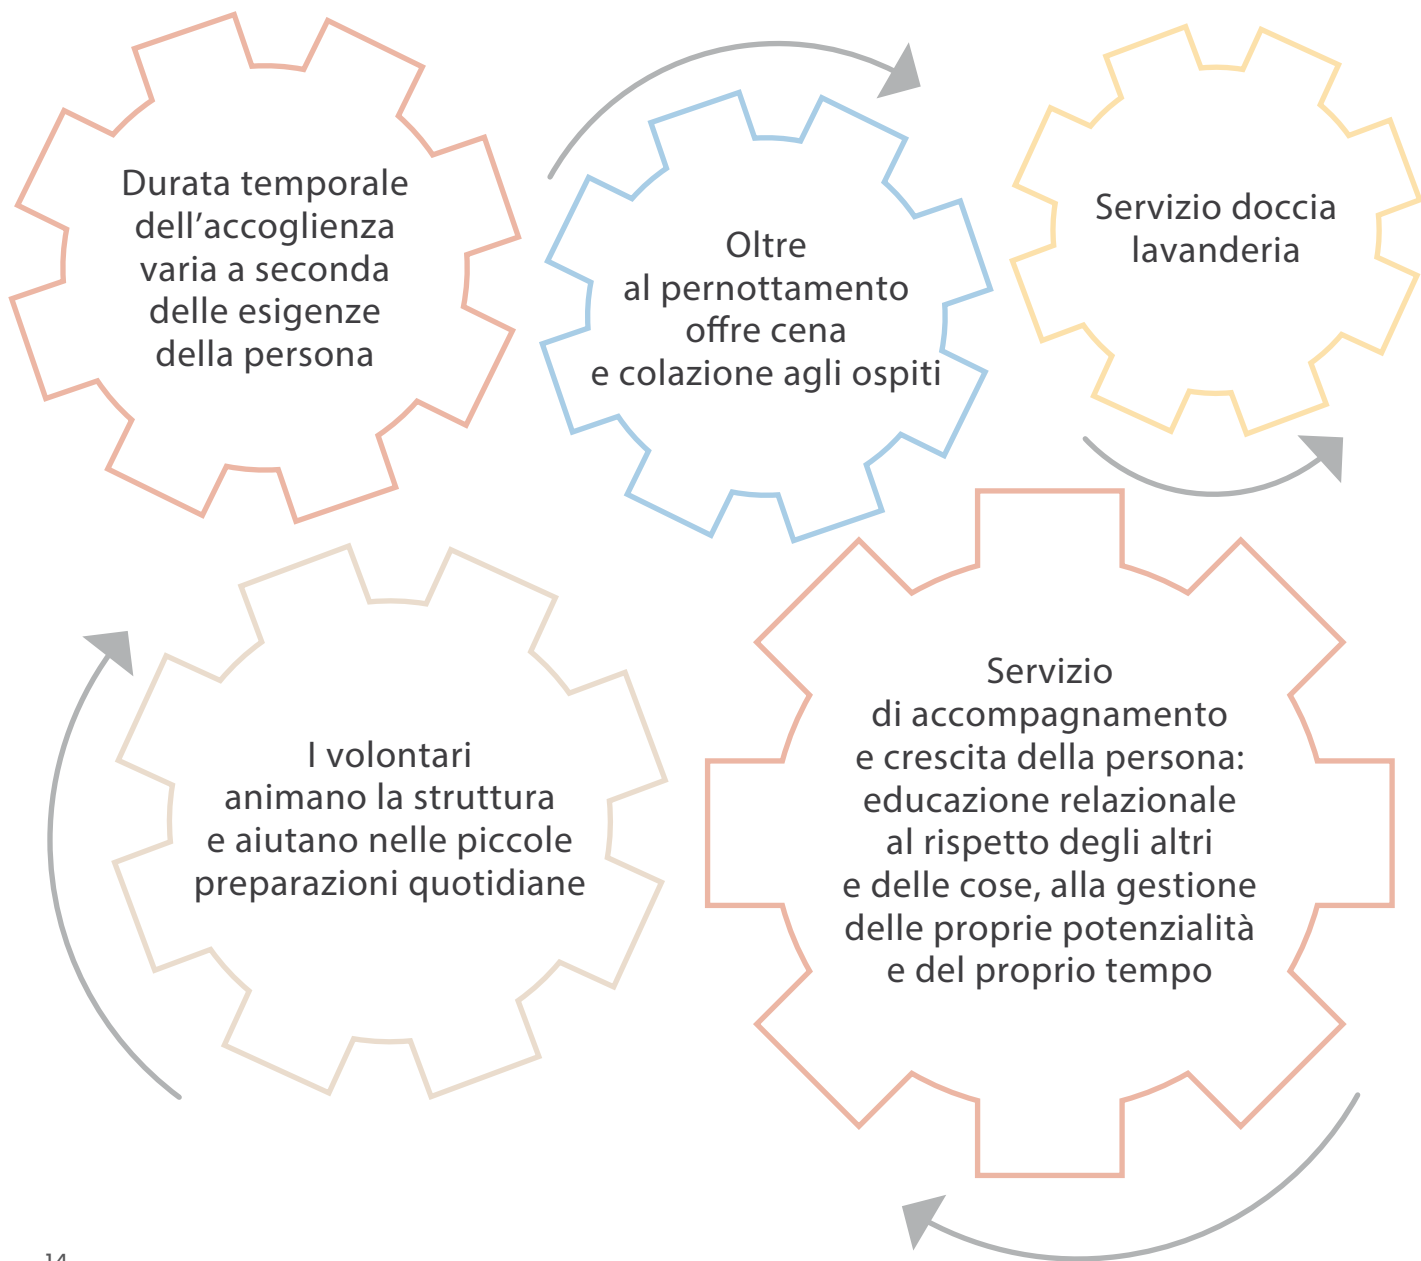 Durata temporale
dell’accoglienza
varia a seconda
delle esigenze
della persona
Oltre
al pernottamento
offre cena
e colazione agli ospiti
Servizio doccia
lavanderia
I volontari
animano la struttura
e aiutano nelle piccole
preparazioni quotidiane
Servizio
di accompagnamento
e crescita della persona:
educazione relazionale
al rispetto degli altri
e delle cose, alla gestione
delle proprie potenzialità
e del proprio tempo
14